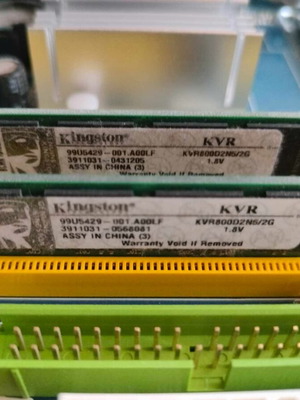 Kingston® KVR
99U5429-001.A00LF KVR800D2N6/2G
3911031-0431205 1.8V
ASSY IN CHINA (3)
Warranty Void If Removed
Kingston® KVR
99U5429-001.A00LF KVR800D2N6/2G
3911031-0568081 1.8V
ASSY IN CHINA (3)
Warranty Void If Removed